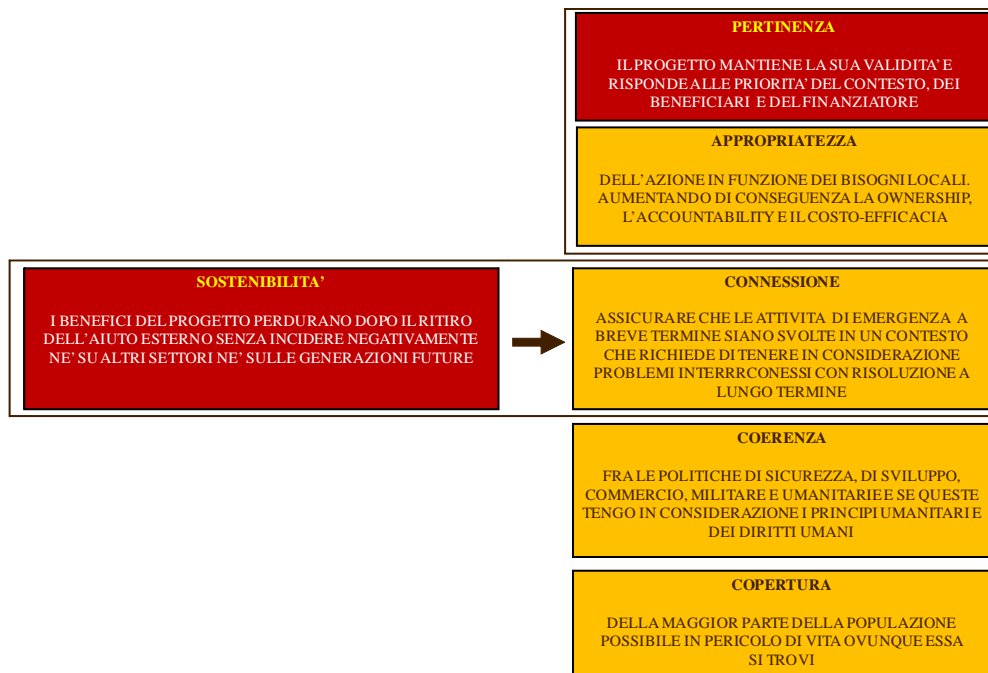 PERTINENZA
IL PROGETTO MANTIENE LA SUA VALIDITA' E
RISPONDE ALLE PRIORITA' DEL CONTESTO, DEI
BENEFICIARI E DEL FINANZIATORE
APPROPRIATEZZA
DELL'AZIONE IN FUNZIONE DEI BISOGNI LOCALI.
AUMENTANDO DI CONSEGUENZA LA OWNERSHIP,
L'ACCOUNTABILITY E IL COSTO-EFFICACIA
SOSTENIBILITA'
I BENEFICI DEL PROGETTO PERDURANO DOPO IL RITIRO
DELL'AIUTO ESTERNO SENZA INCIDERE NEGATIVAMENTE
NE' SU ALTRI SETTORI NE' SULLE GENERAZIONI FUTURE
CONNESSIONE
ASSICURARE CHE LE ATTIVITA DI EMERGENZA A
BREVE TERMINE SIANO SVOLTE IN UN CONTESTO
CHE RICHIEDE DI TENERE IN CONSIDERAZIONE
PROBLEMI INTERRRCONESSI CON RISOLUZIONE A
LUNGO TERMINE
COERENZA
FRA LE POLITICHE DI SICUREZZA, DI SVILUPPO,
COMMERCIO, MILITARE E UMANITARIE E SE QUESTE
TENGO IN CONSIDERAZIONE I PRINCIPI UMANITARI E
DEI DIRITTI UMANI
COPERTURA
DELLA MAGGIOR PARTE DELLA POPULAZIONE
POSSIBILE IN PERICOLO DI VITA OVUNQUE ESSA
SI TROVI